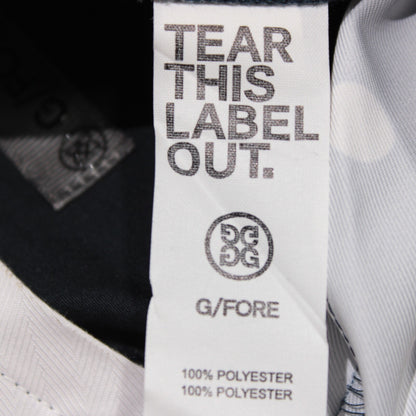 TEAR
THIS
LABEL
OUT.
G/FORE
100% POLYESTER
100% POLYESTER